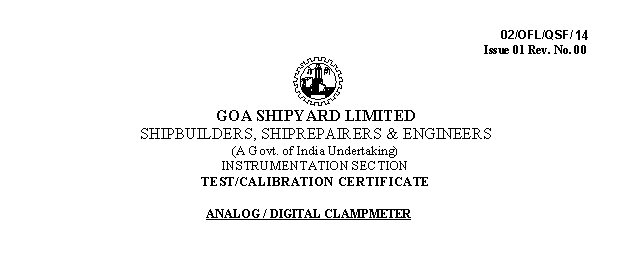 02/OFL/QSF/14
Issue 01 Rev. No. 00
GOA SHIPYARD LIMITED
SHIPBUILDERS, SHIPREPAIRERS & ENGINEERS
(A Govt. of India Undertaking)
INSTRUMENTATION SECTION
TEST/CALIBRATION CERTIFICATE
ANALOG / DIGITAL CLAMPMETER